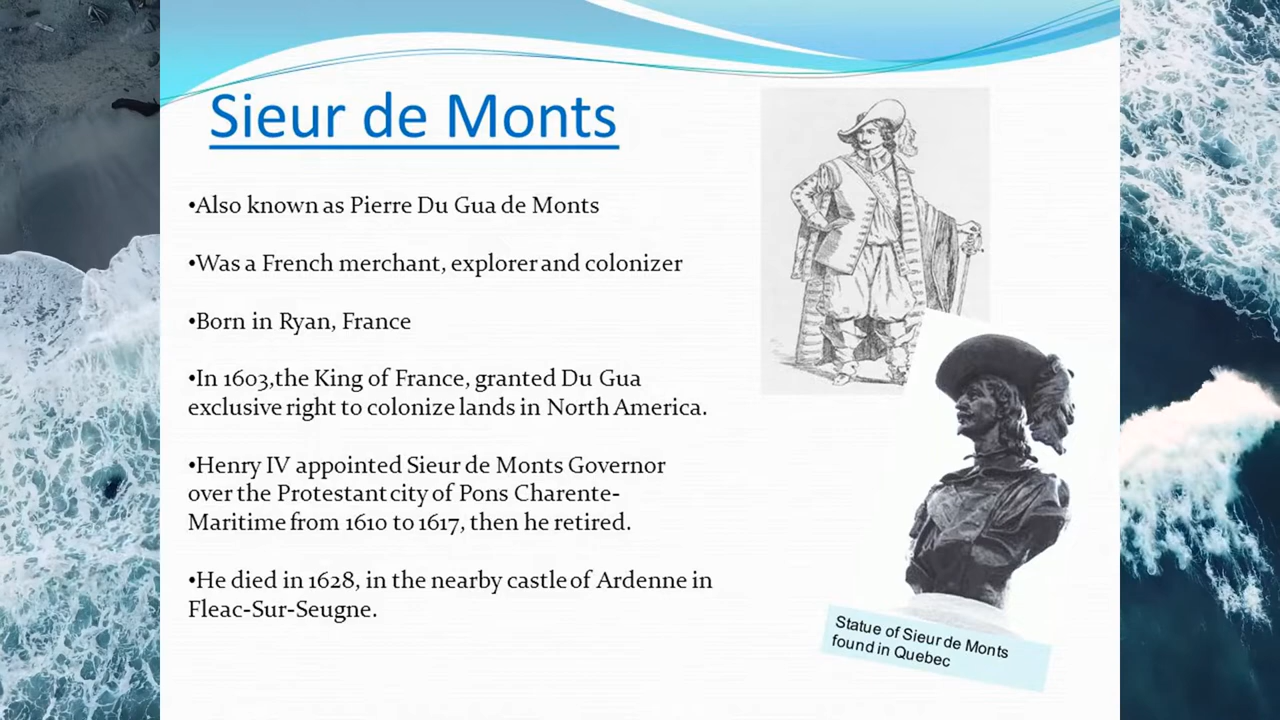 Sieur de Monts
•Also known as Pierre Du Gua de Monts
•Was a French merchant, explorer and colonizer
•Born in Ryan, France
•In 1603,the King of France, granted Du Gua
exclusive right to colonize lands in North America.
•Henry IV appointed Sieur de Monts Governor
over the Protestant city of Pons Charente-
Maritime from 1610 to 1617, then he retired.
•He died in 1628, in the nearby castle of Ardenne in
Fleac-Sur-Seugne.
Statue of Sieur de Monts
found in Quebec